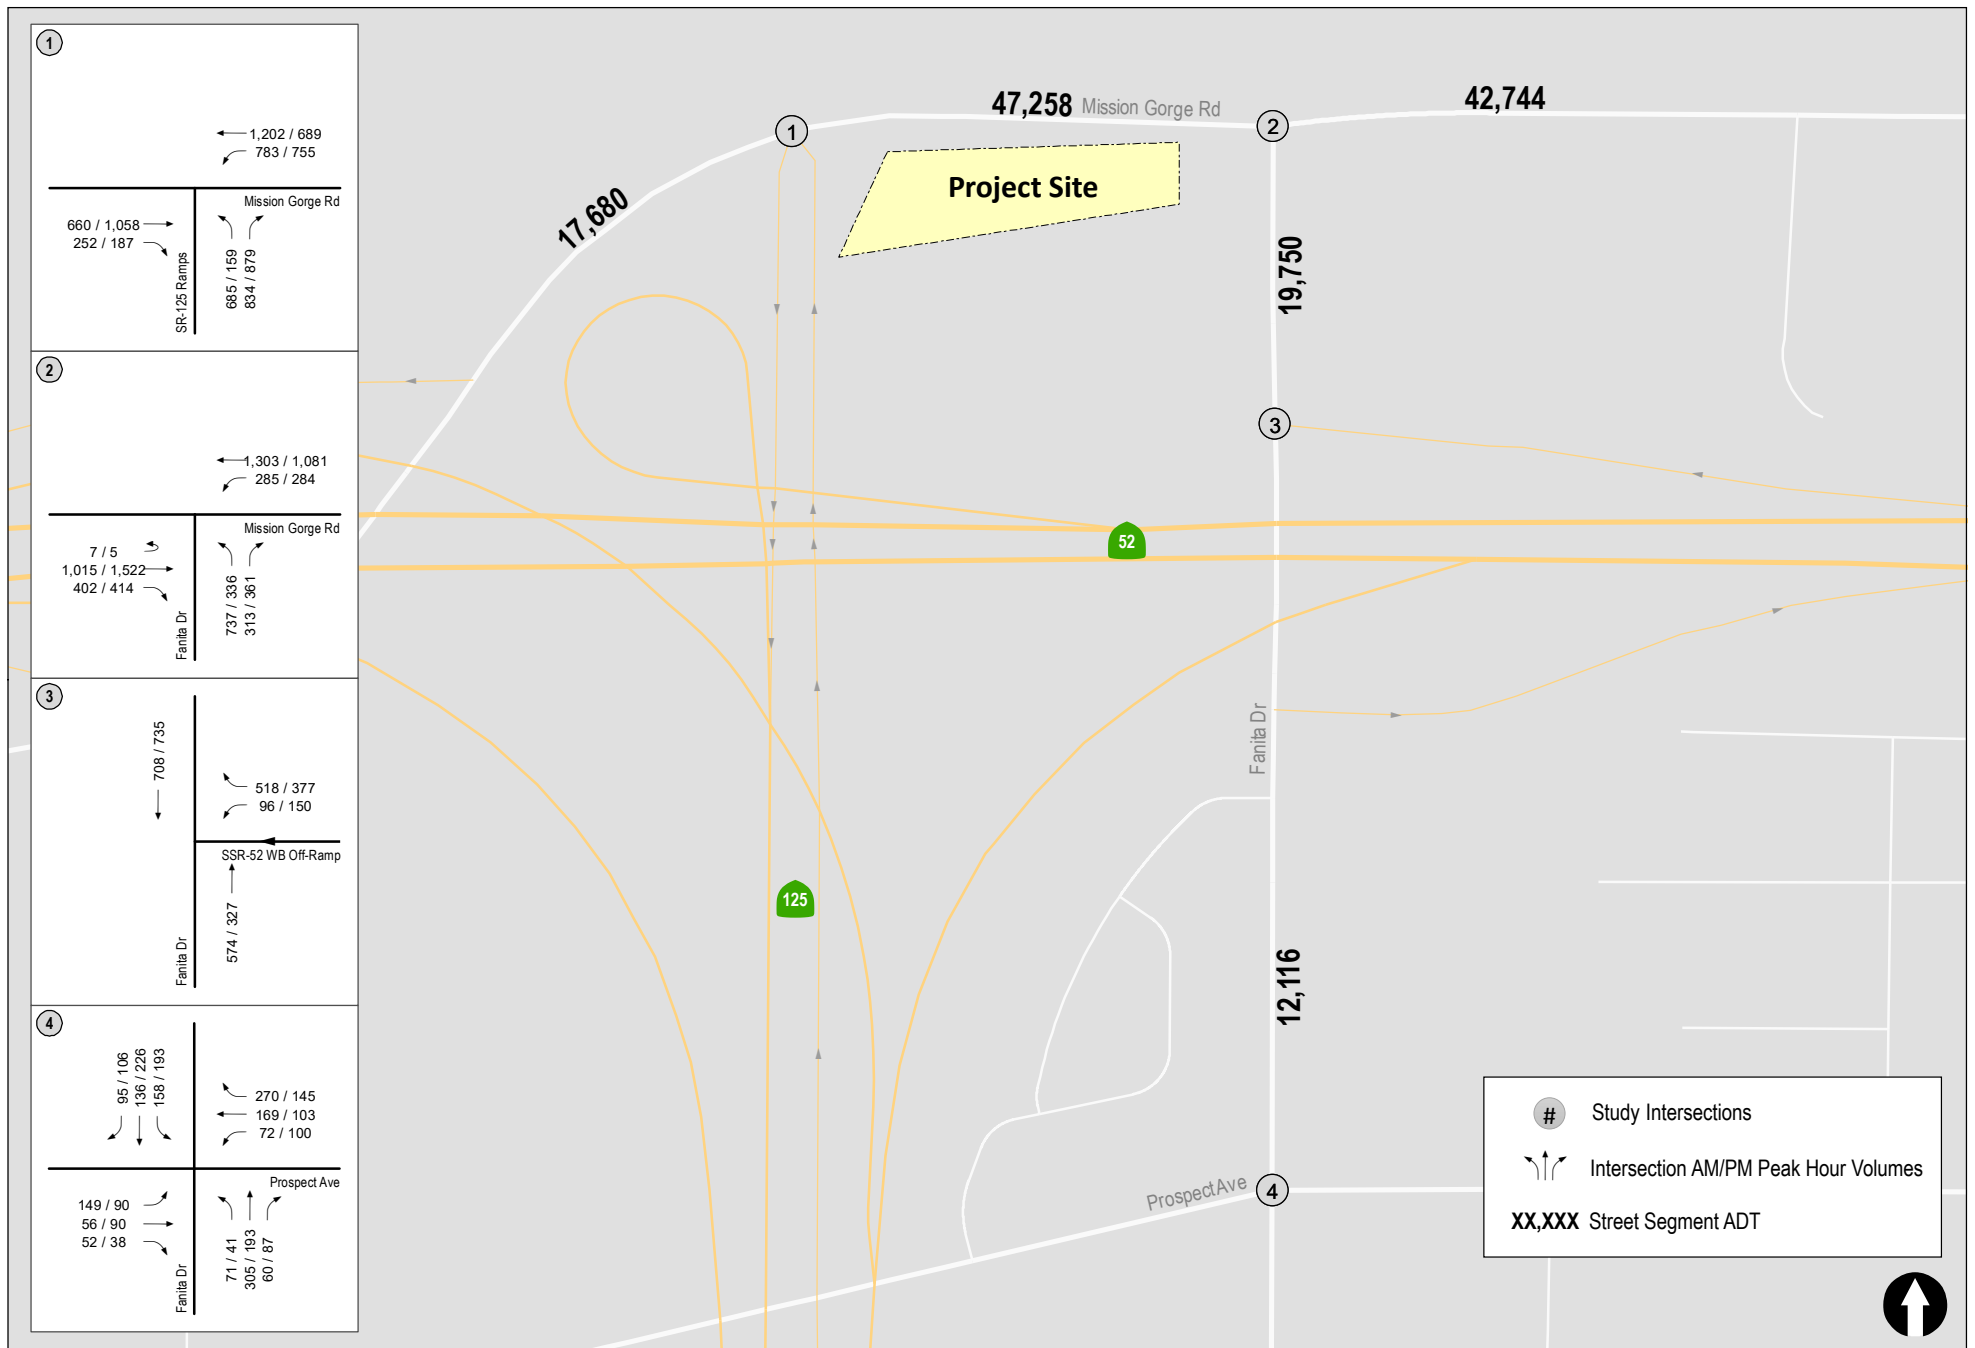 1
1,202 / 689
783 / 755
Mission Gorge Rd
660 / 1,058
252 / 187
SR-125 Ramps
685 / 159
834 / 879
2
1,303 / 1,081
285 / 284
Mission Gorge Rd
7 / 5
1,015 / 1,522
402 / 414
Fanita Dr
737 / 336
313 / 361
3
708 / 735
518 / 377
96 / 150
SSR-52 WB Off-Ramp
574 / 327
Fanita Dr
4
95 / 106
136 / 226
158 / 193
270 / 145
169 / 103
72 / 100
Prospect Ave
149 / 90
56 / 90
52 / 38
Fanita Dr
71 / 41
305 / 193
60 / 87
47,258 Mission Gorge Rd
42,744
1
2
Project Site
17,680
19,750
3
52
Fanita Dr
125
12,116
Prospect Ave
4
# Study Intersections
Intersection AM/PM Peak Hour Volumes
XX,XXX Street Segment ADT